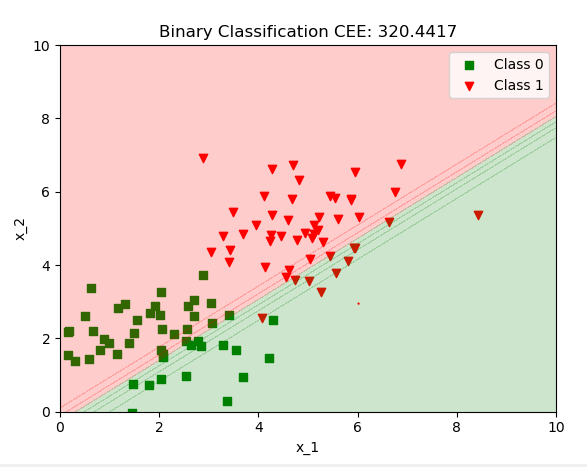 Binary Classification CEE: 320.4417
10
Class 0
Class 1
8
6
x_2
4
2
0
0 2 4 6 8 10
x_1